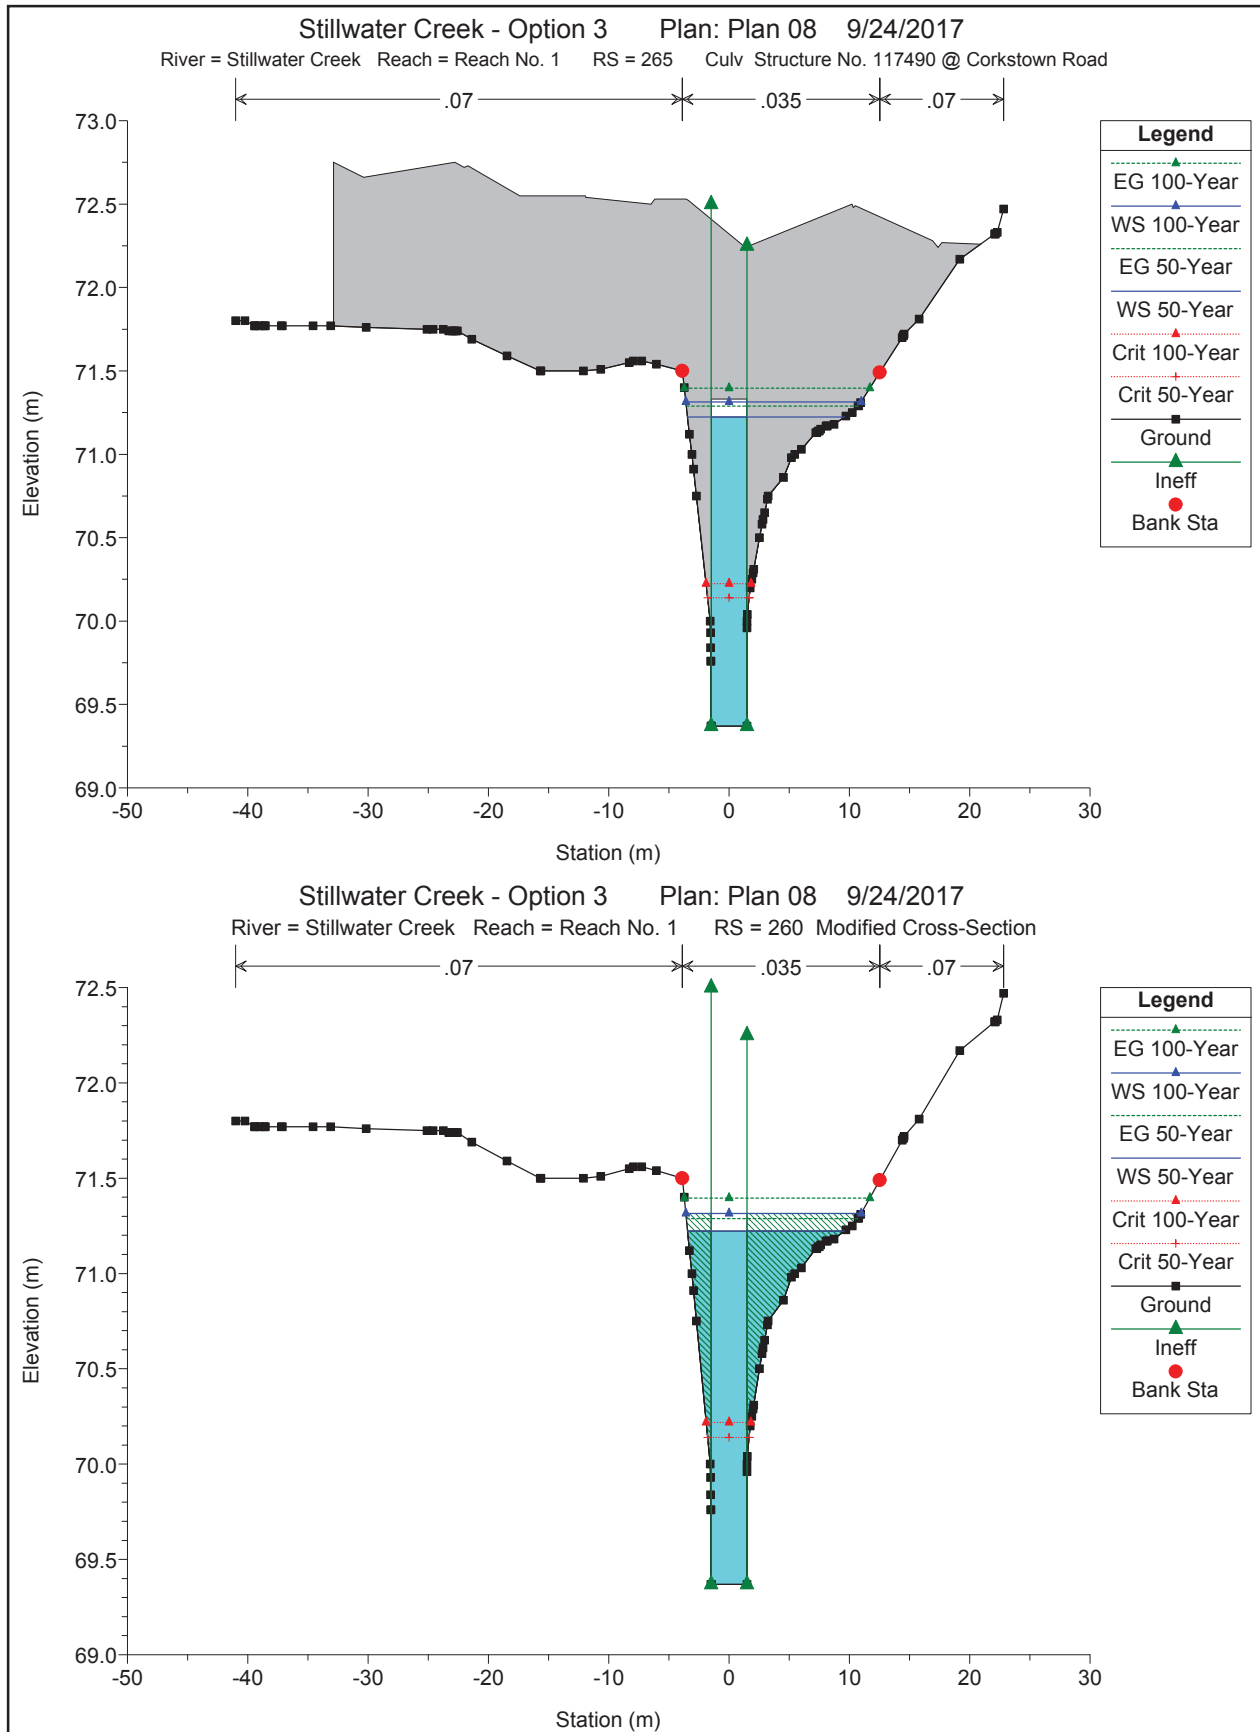 Stillwater Creek - Option 3 Plan: Plan 08 9/24/2017
River = Stillwater Creek Reach = Reach No. 1 RS = 265 Culv Structure No. 117490 @ Corkstown Road
.07 .035 .07
73.0
72.5
72.0
71.5
71.0
70.5
70.0
69.5
69.0
Elevation (m)
-50 -40 -30 -20 -10 0 10 20 30
Station (m)
Legend
EG 100-Year
WS 100-Year
EG 50-Year
WS 50-Year
Crit 100-Year
Crit 50-Year
Ground
Ineff
Bank Sta
Stillwater Creek - Option 3 Plan: Plan 08 9/24/2017
River = Stillwater Creek Reach = Reach No. 1 RS = 260 Modified Cross-Section
.07 .035 .07
72.5
72.0
71.5
71.0
70.5
70.0
69.5
69.0
Elevation (m)
-50 -40 -30 -20 -10 0 10 20 30
Station (m)
Legend
EG 100-Year
WS 100-Year
EG 50-Year
WS 50-Year
Crit 100-Year
Crit 50-Year
Ground
Ineff
Bank Sta